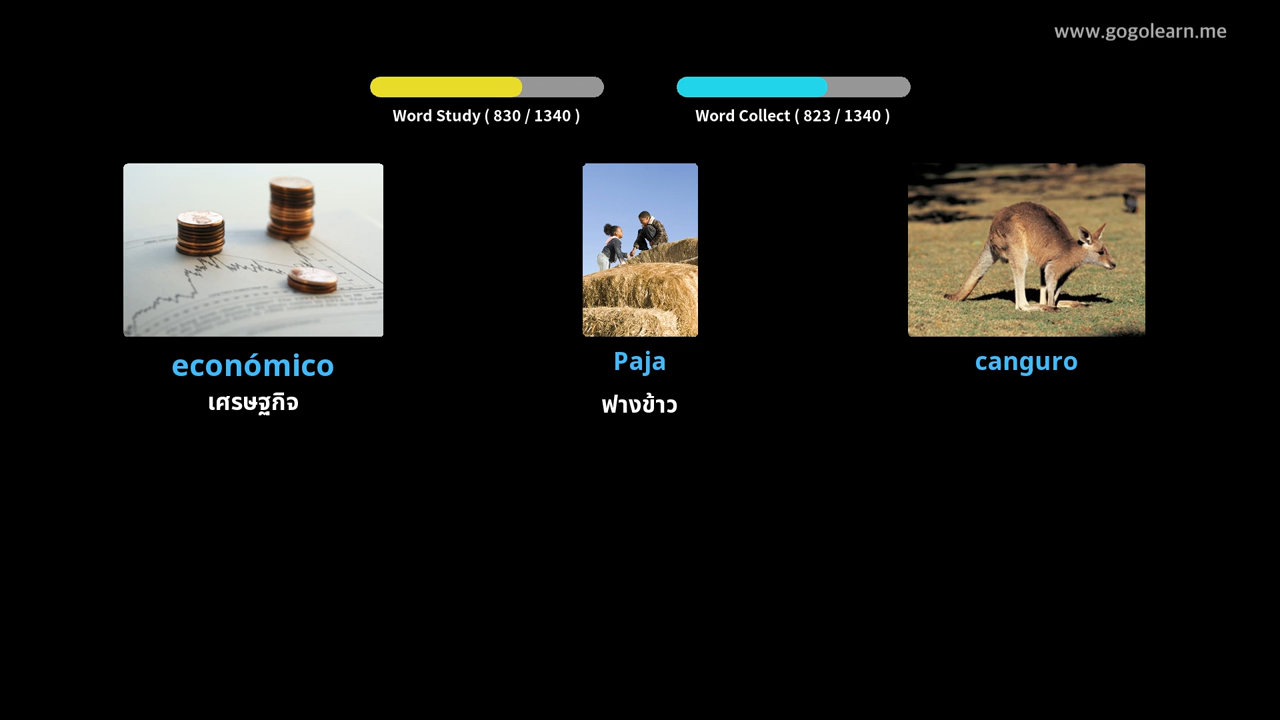 www.gogolearn.me
Word Study ( 830 / 1340 )
Word Collect ( 823 / 1340 )
económico
เศรษฐกิจ
Paja
ฟางข้าว
canguro